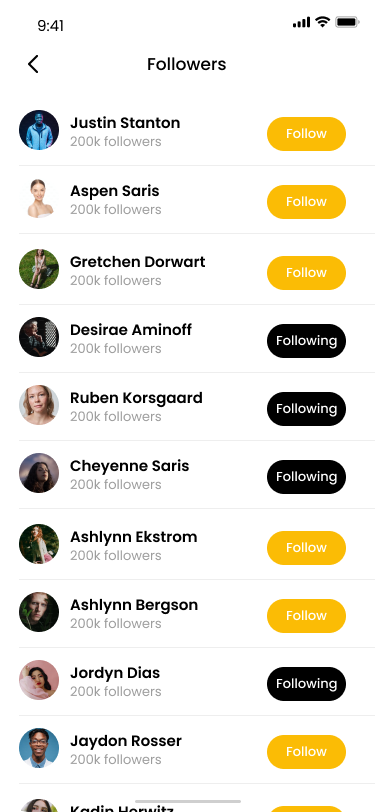 9:41
Followers
Justin Stanton
200k followers
Follow
Aspen Saris
200k followers
Follow
Gretchen Dorwart
200k followers
Follow
Desirae Aminoff
200k followers
Following
Ruben Korsgaard
200k followers
Following
Cheyenne Saris
200k followers
Following
Ashlynn Ekstrom
200k followers
Follow
Ashlynn Bergson
200k followers
Follow
Jordyn Dias
200k followers
Following
Jaydon Rosser
200k followers
Follow
Kadin Horwitz